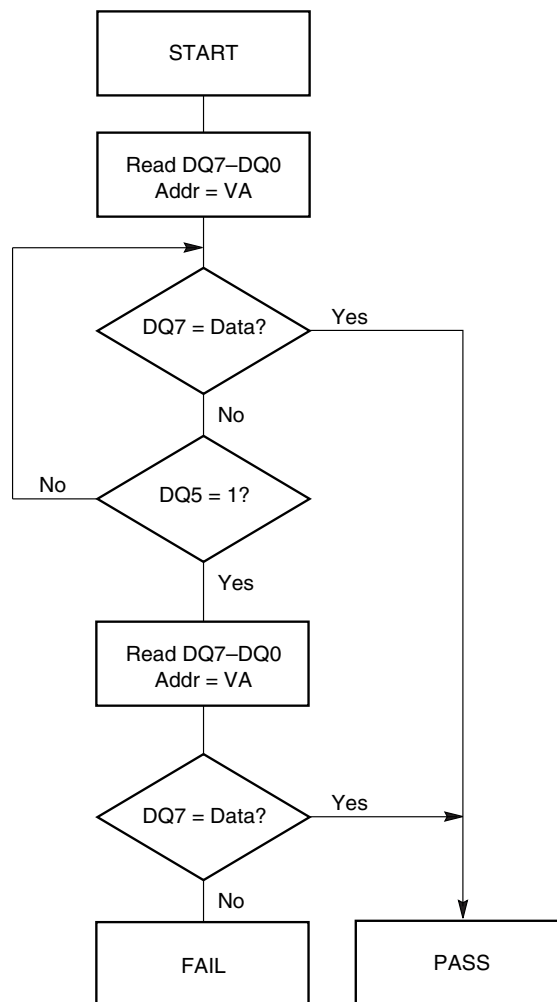 START
Read DQ7–DQ0
Addr = VA
DQ7 = Data?
Yes
No
No
DQ5 = 1?
Yes
Read DQ7–DQ0
Addr = VA
DQ7 = Data?
Yes
No
FAIL
PASS